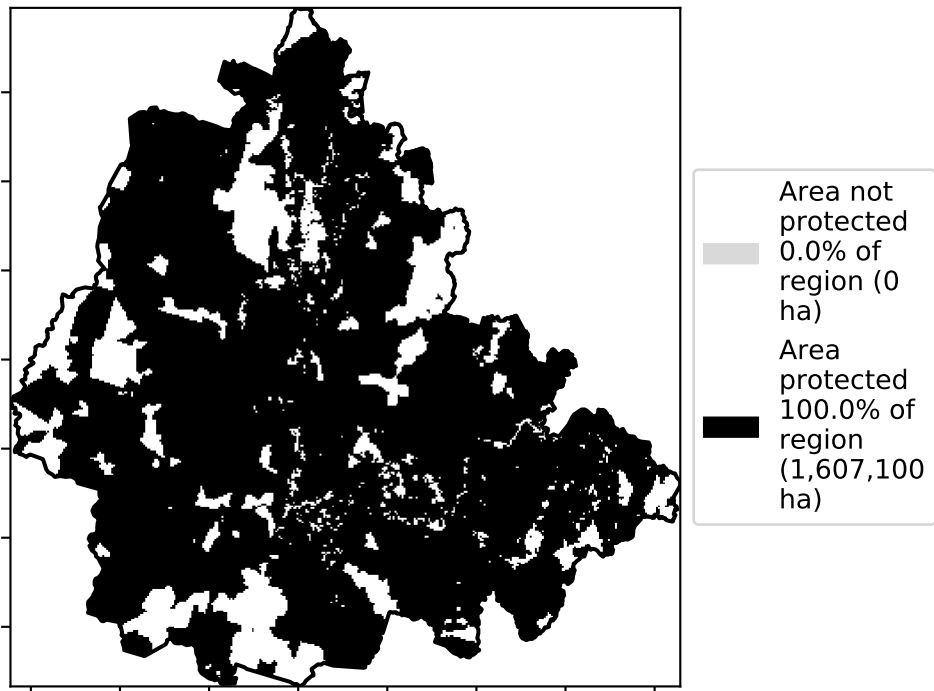 Area not
protected
0.0% of
region (0
ha)
Area
protected
100.0% of
region
(1,607,100
ha)